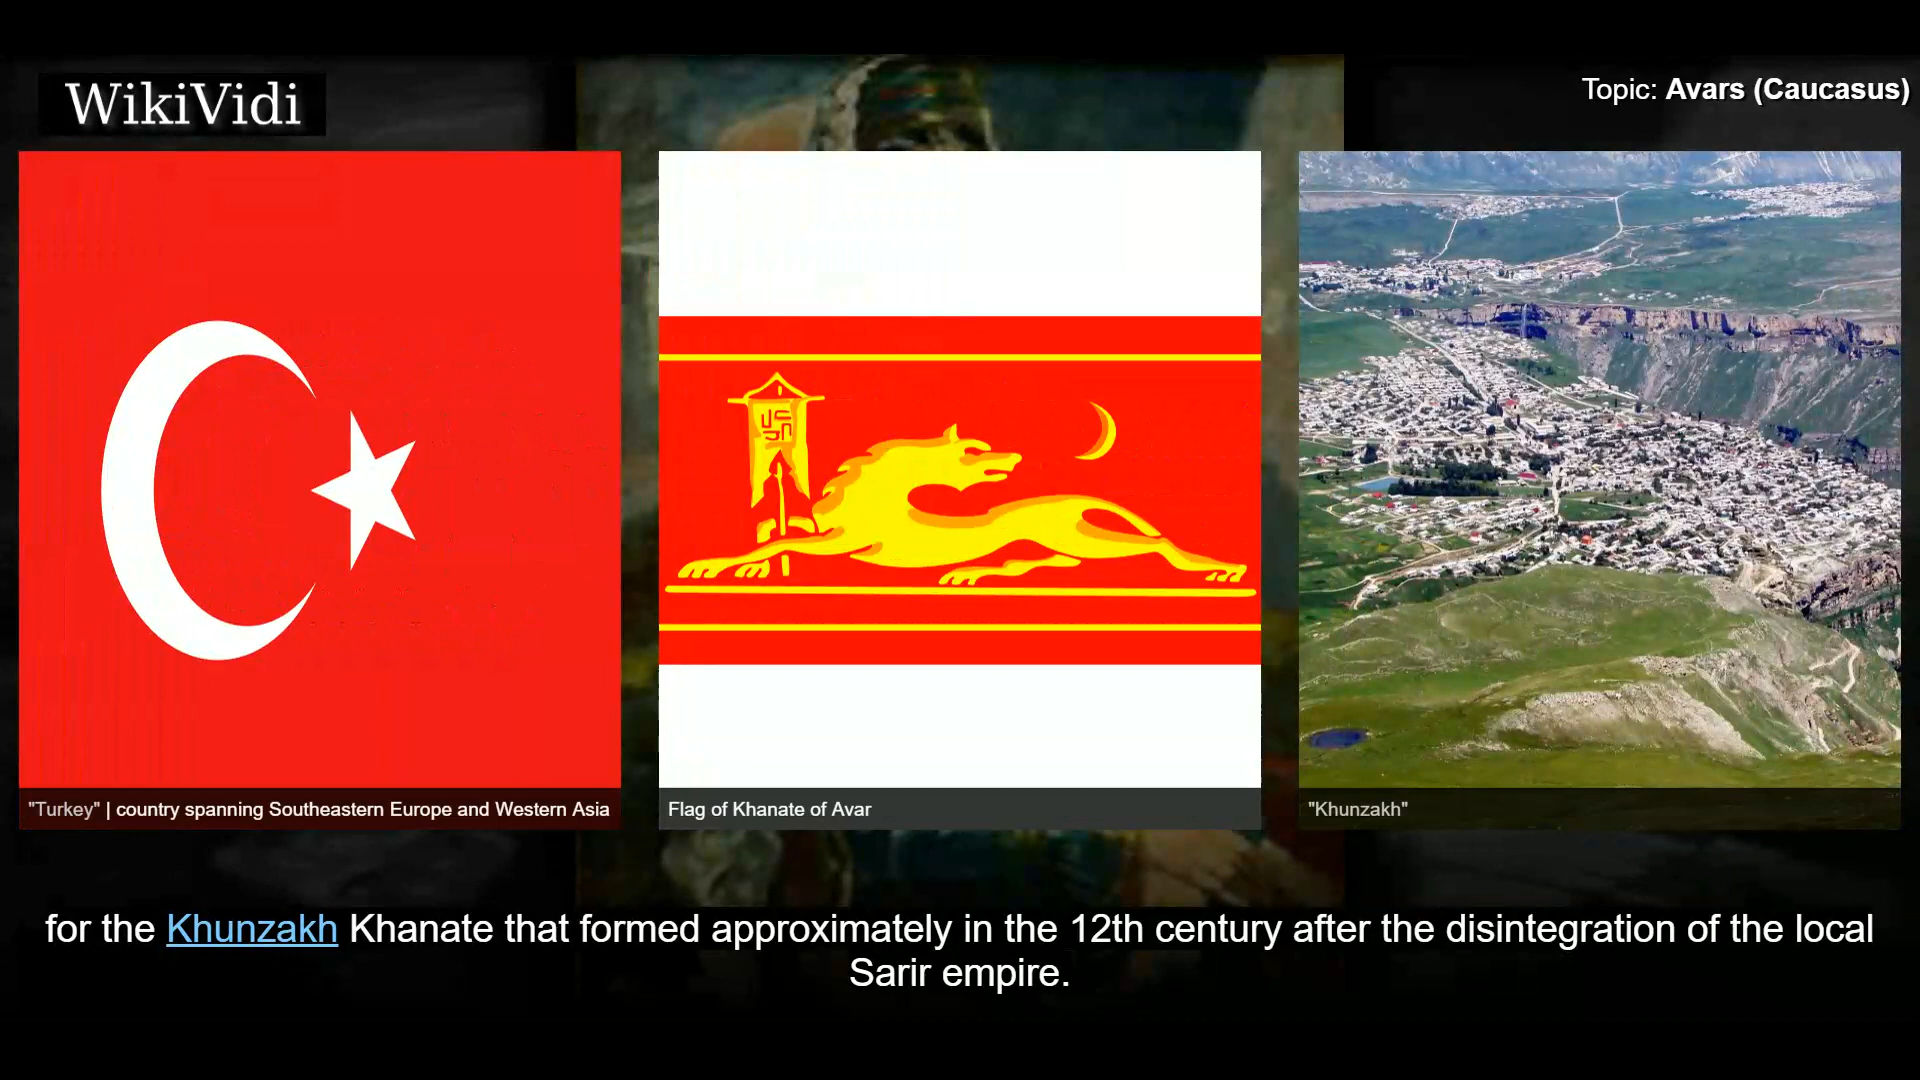 WikiVidi
Topic: Avars (Caucasus)
"Turkey" | country spanning Southeastern Europe and Western Asia
Flag of Khanate of Avar
"Khunzakh"
for the Khunzakh Khanate that formed approximately in the 12th century after the disintegration of the local
Sarir empire.